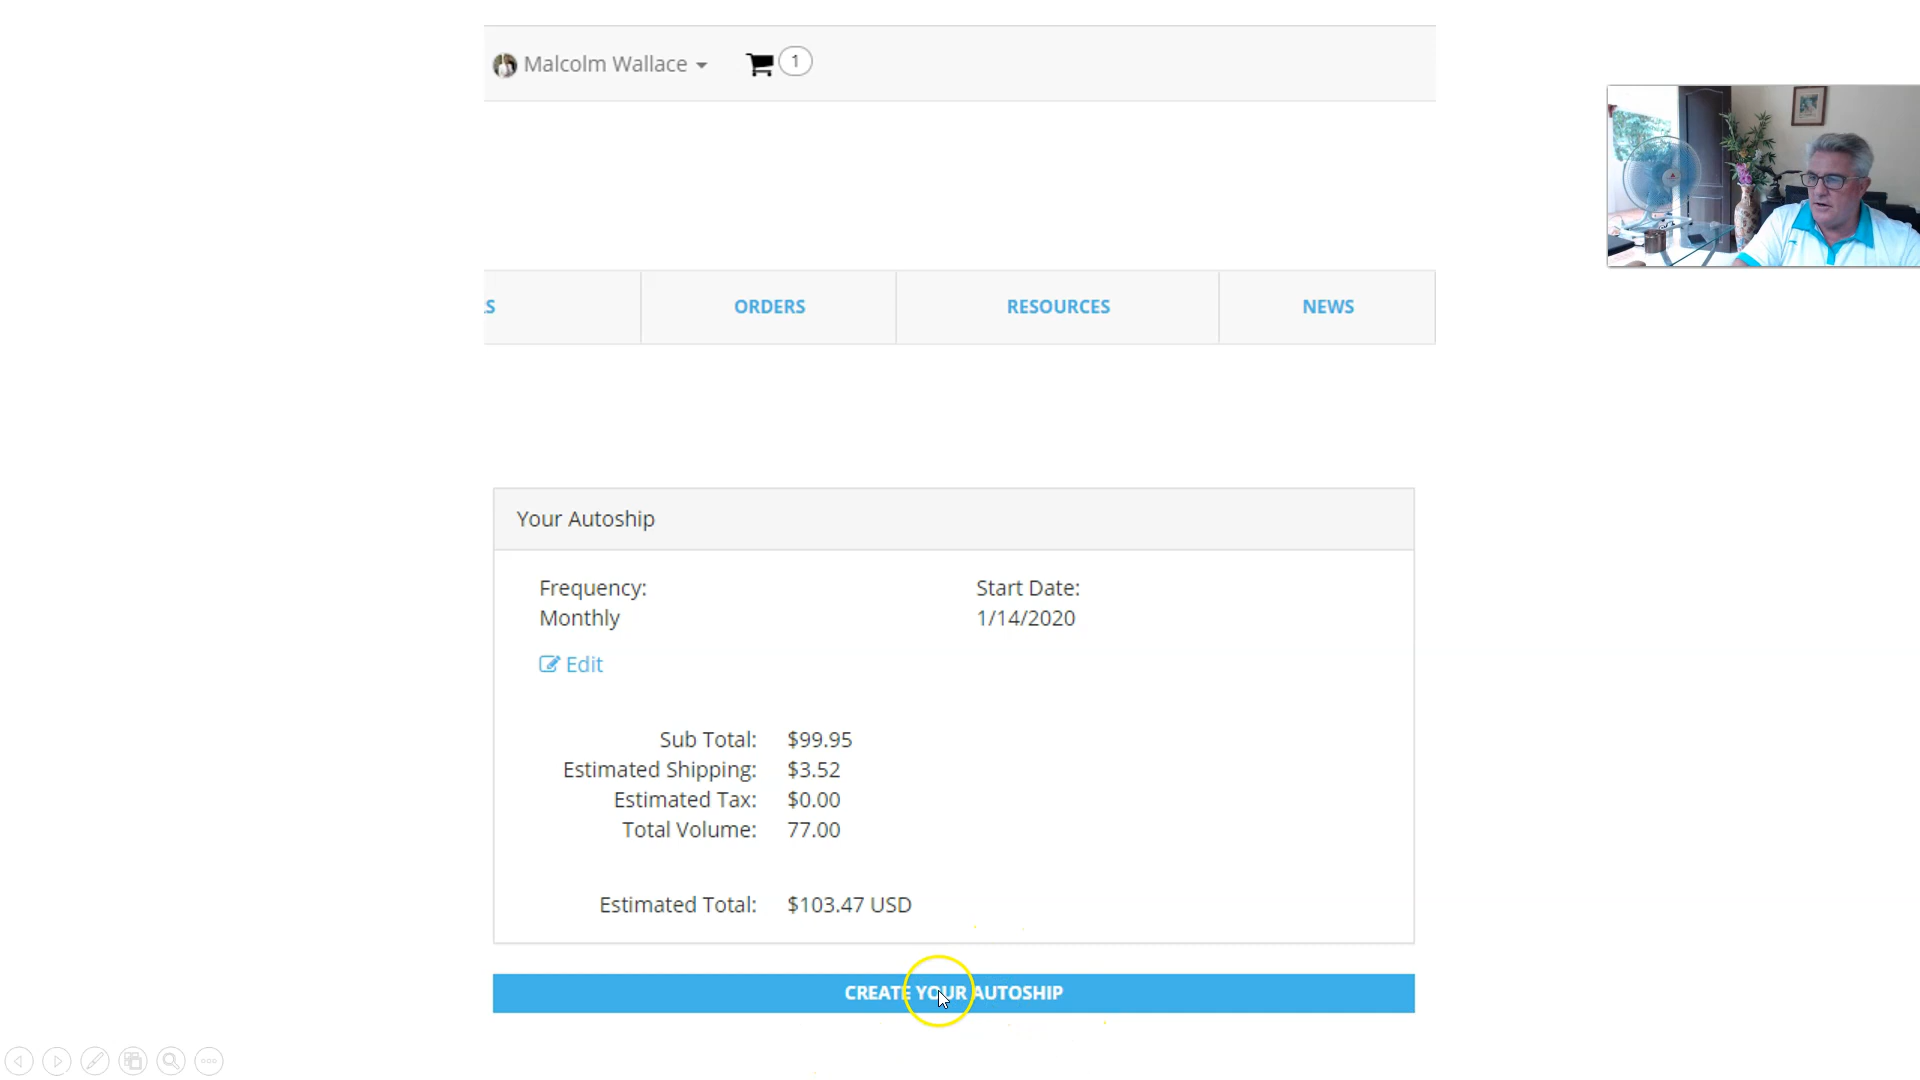 Malcolm Wallace
1
ORDERS RESOURCES NEWS
Your Autoship
Frequency: Start Date:
Monthly 1/14/2020
Edit
Sub Total: $99.95
Estimated Shipping: $3.52
Estimated Tax: $0.00
Total Volume: 77.00
Estimated Total: $103.47 USD
CREATE YOUR AUTOSHIP